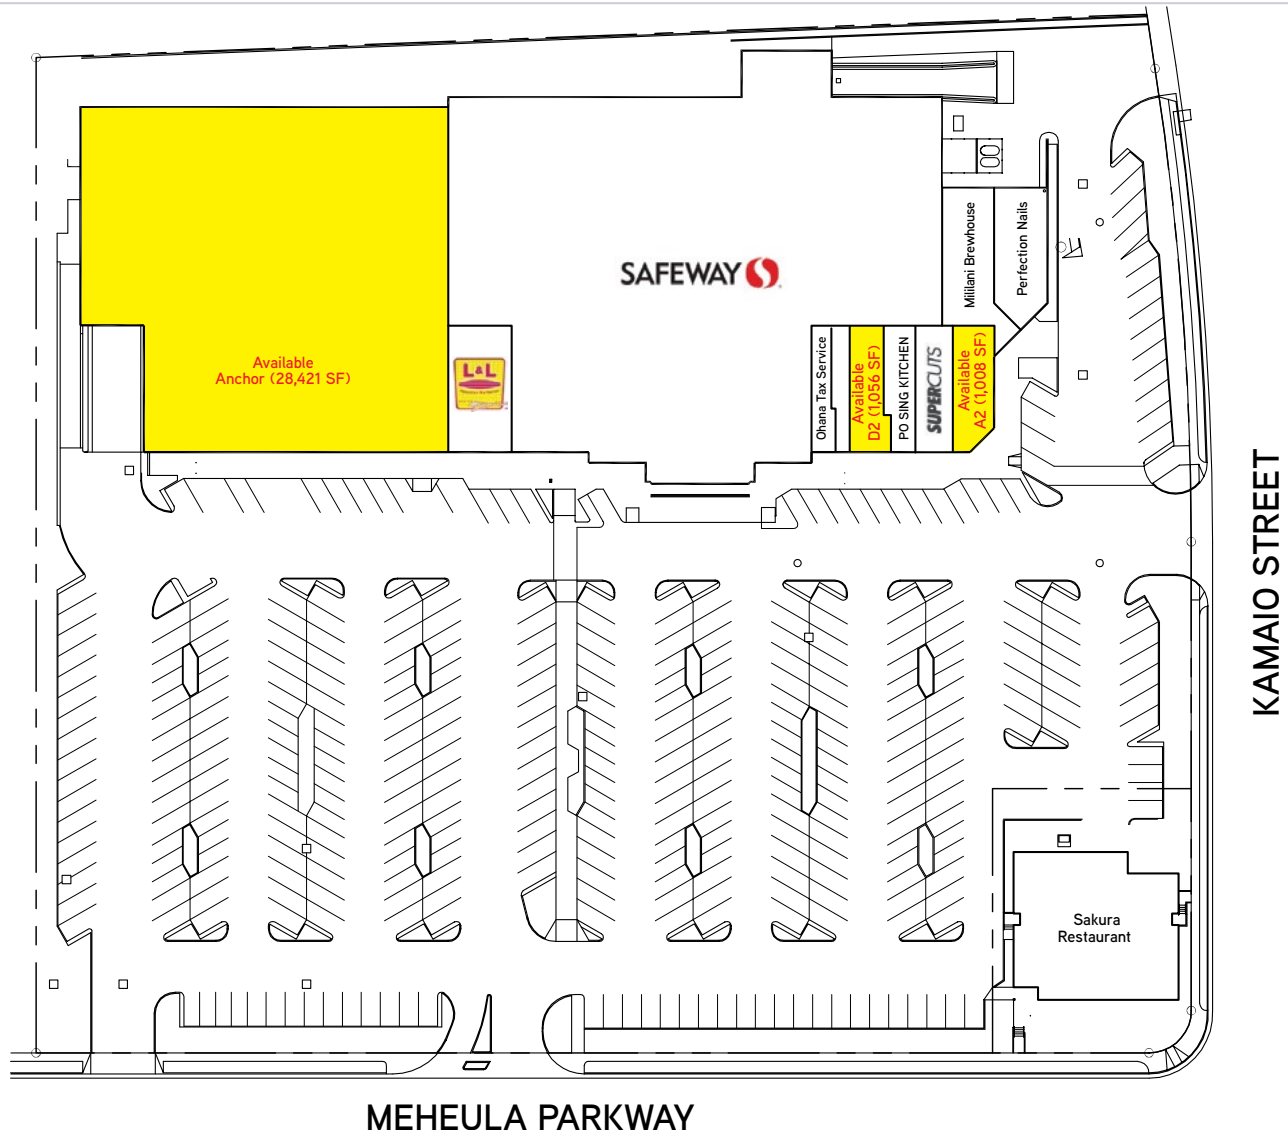 SAFEWAY
Mililani Brewhouse
Perfection Nails
Available
Anchor (28,421 SF)
L&L
Ohana Tax Service
Available
D2 (1,056 SF)
PO SING KITCHEN
SUPERCUTS
Available
A2 (1,008 SF)
KAMAIO STREET
Sakura
Restaurant
MEHEULA PARKWAY